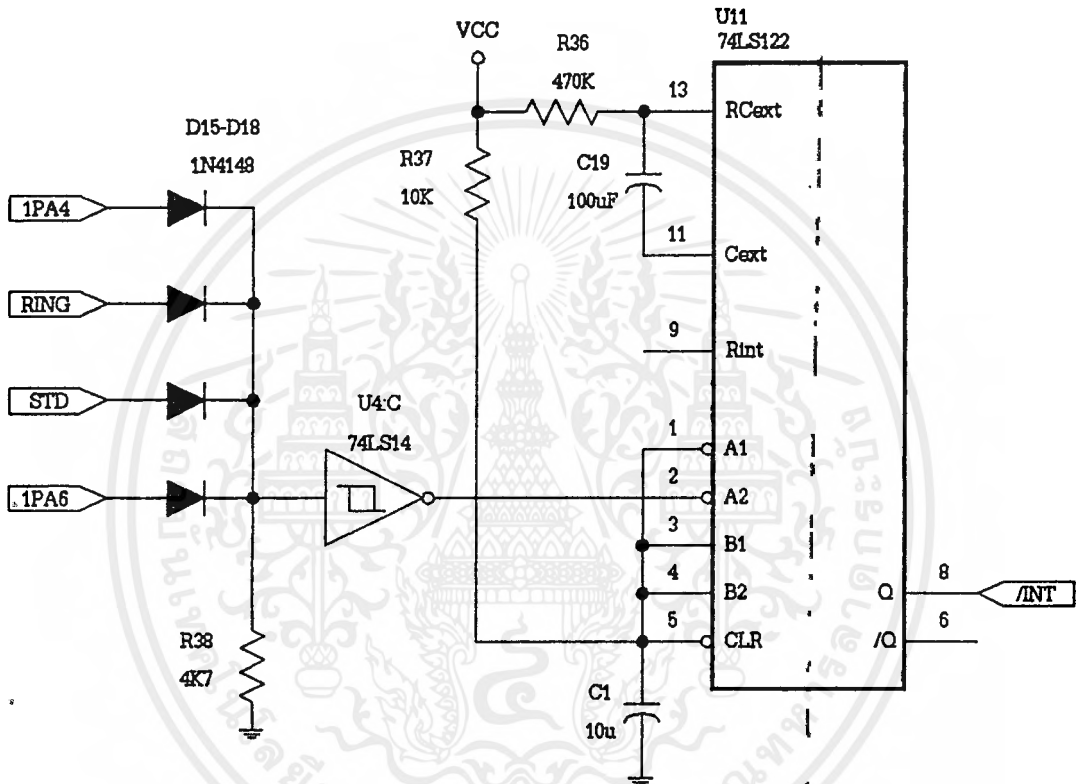 U11
74LS122
VCC
R36
470K
13
RCext
D15-D18
1N4148
R37
10K
C19
100uF
1PA4
11
Cext
RING
9
Rint
STD
U4:C
74LS14
1
A1
1PA6
2
A2
3
B1
4
B2
Q
8
/INT
5
CLR
/Q
6
R38
4K7
C1
10u